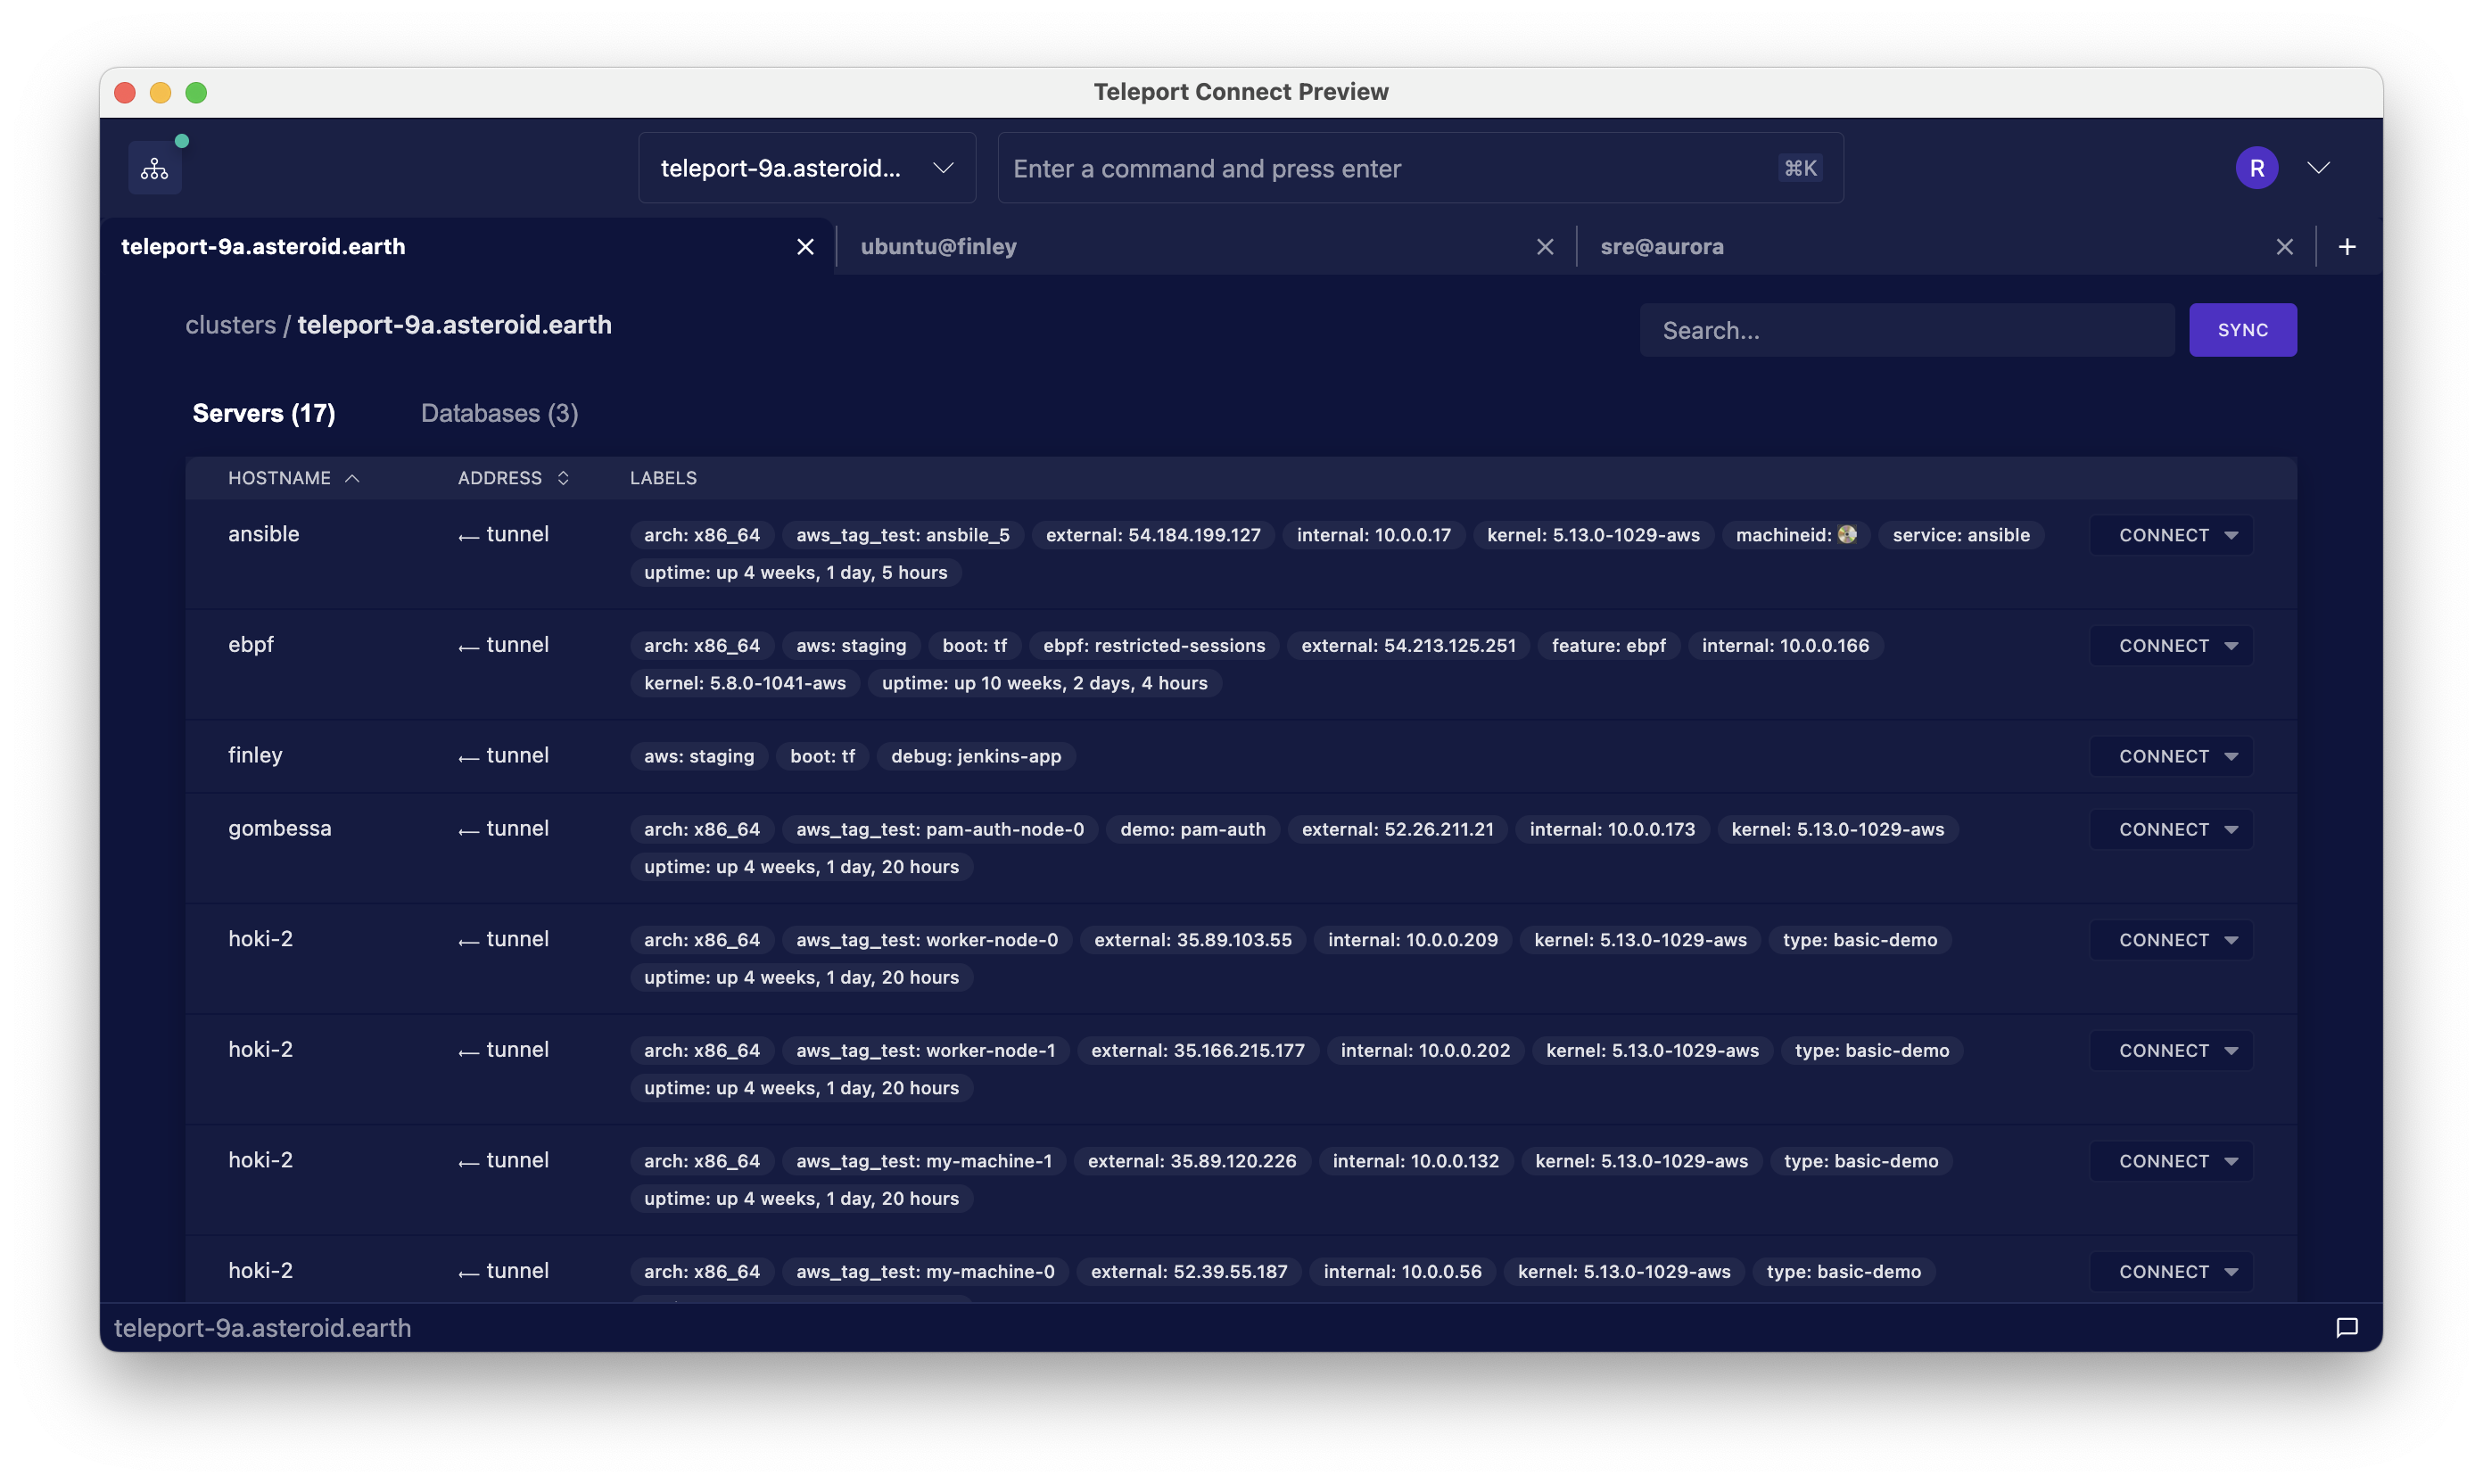 Teleport Connect Preview
teleport-9a.asteroid...
Enter a command and press enter
⌘K
R
teleport-9a.asteroid.earth
ubuntu@finley
sre@aurora
clusters / teleport-9a.asteroid.earth
Search...
SYNC
Servers (17)
Databases (3)
HOSTNAME ADDRESS LABELS
ansible ← tunnel arch: x86_64 aws_tag_test: ansbile_5 external: 54.184.199.127 internal: 10.0.0.17 kernel: 5.13.0-1029-aws machineid: 📀 service: ansible CONNECT
uptime: up 4 weeks, 1 day, 5 hours
ebpf ← tunnel arch: x86_64 aws: staging boot: tf ebpf: restricted-sessions external: 54.213.125.251 feature: ebpf internal: 10.0.0.166 CONNECT
kernel: 5.8.0-1041-aws uptime: up 10 weeks, 2 days, 4 hours
finley ← tunnel aws: staging boot: tf debug: jenkins-app CONNECT
gombessa ← tunnel arch: x86_64 aws_tag_test: pam-auth-node-0 demo: pam-auth external: 52.26.211.21 internal: 10.0.0.173 kernel: 5.13.0-1029-aws CONNECT
uptime: up 4 weeks, 1 day, 20 hours
hoki-2 ← tunnel arch: x86_64 aws_tag_test: worker-node-0 external: 35.89.103.55 internal: 10.0.0.209 kernel: 5.13.0-1029-aws type: basic-demo CONNECT
uptime: up 4 weeks, 1 day, 20 hours
hoki-2 ← tunnel arch: x86_64 aws_tag_test: worker-node-1 external: 35.166.215.177 internal: 10.0.0.202 kernel: 5.13.0-1029-aws type: basic-demo CONNECT
uptime: up 4 weeks, 1 day, 20 hours
hoki-2 ← tunnel arch: x86_64 aws_tag_test: my-machine-1 external: 35.89.120.226 internal: 10.0.0.132 kernel: 5.13.0-1029-aws type: basic-demo CONNECT
uptime: up 4 weeks, 1 day, 20 hours
hoki-2 ← tunnel arch: x86_64 aws_tag_test: my-machine-0 external: 52.39.55.187 internal: 10.0.0.56 kernel: 5.13.0-1029-aws type: basic-demo CONNECT
teleport-9a.asteroid.earth